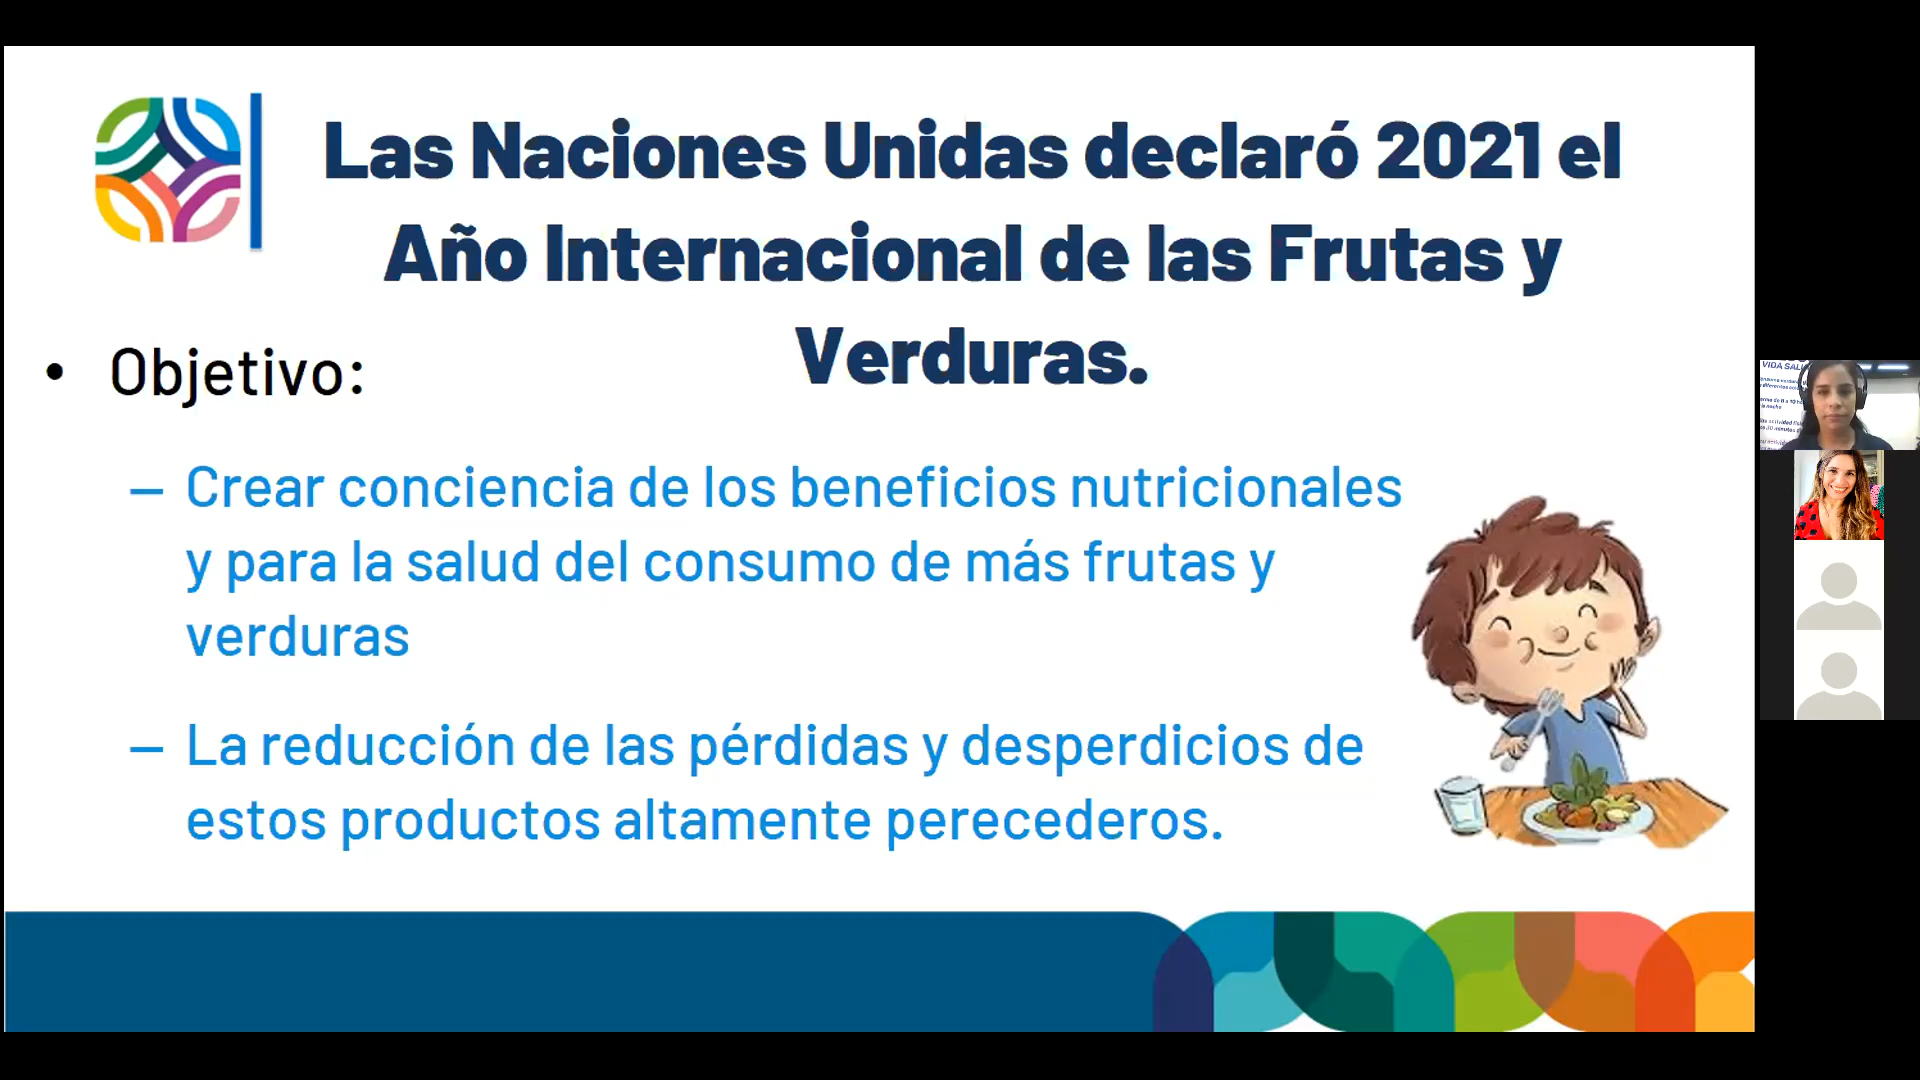 Las Naciones Unidas declaró 2021 el
Año Internacional de las Frutas y
Verduras.
• Objetivo:
– Crear conciencia de los beneficios nutricionales
y para la salud del consumo de más frutas y
verduras
– La reducción de las pérdidas y desperdicios de
estos productos altamente perecederos.
VIDA SALU